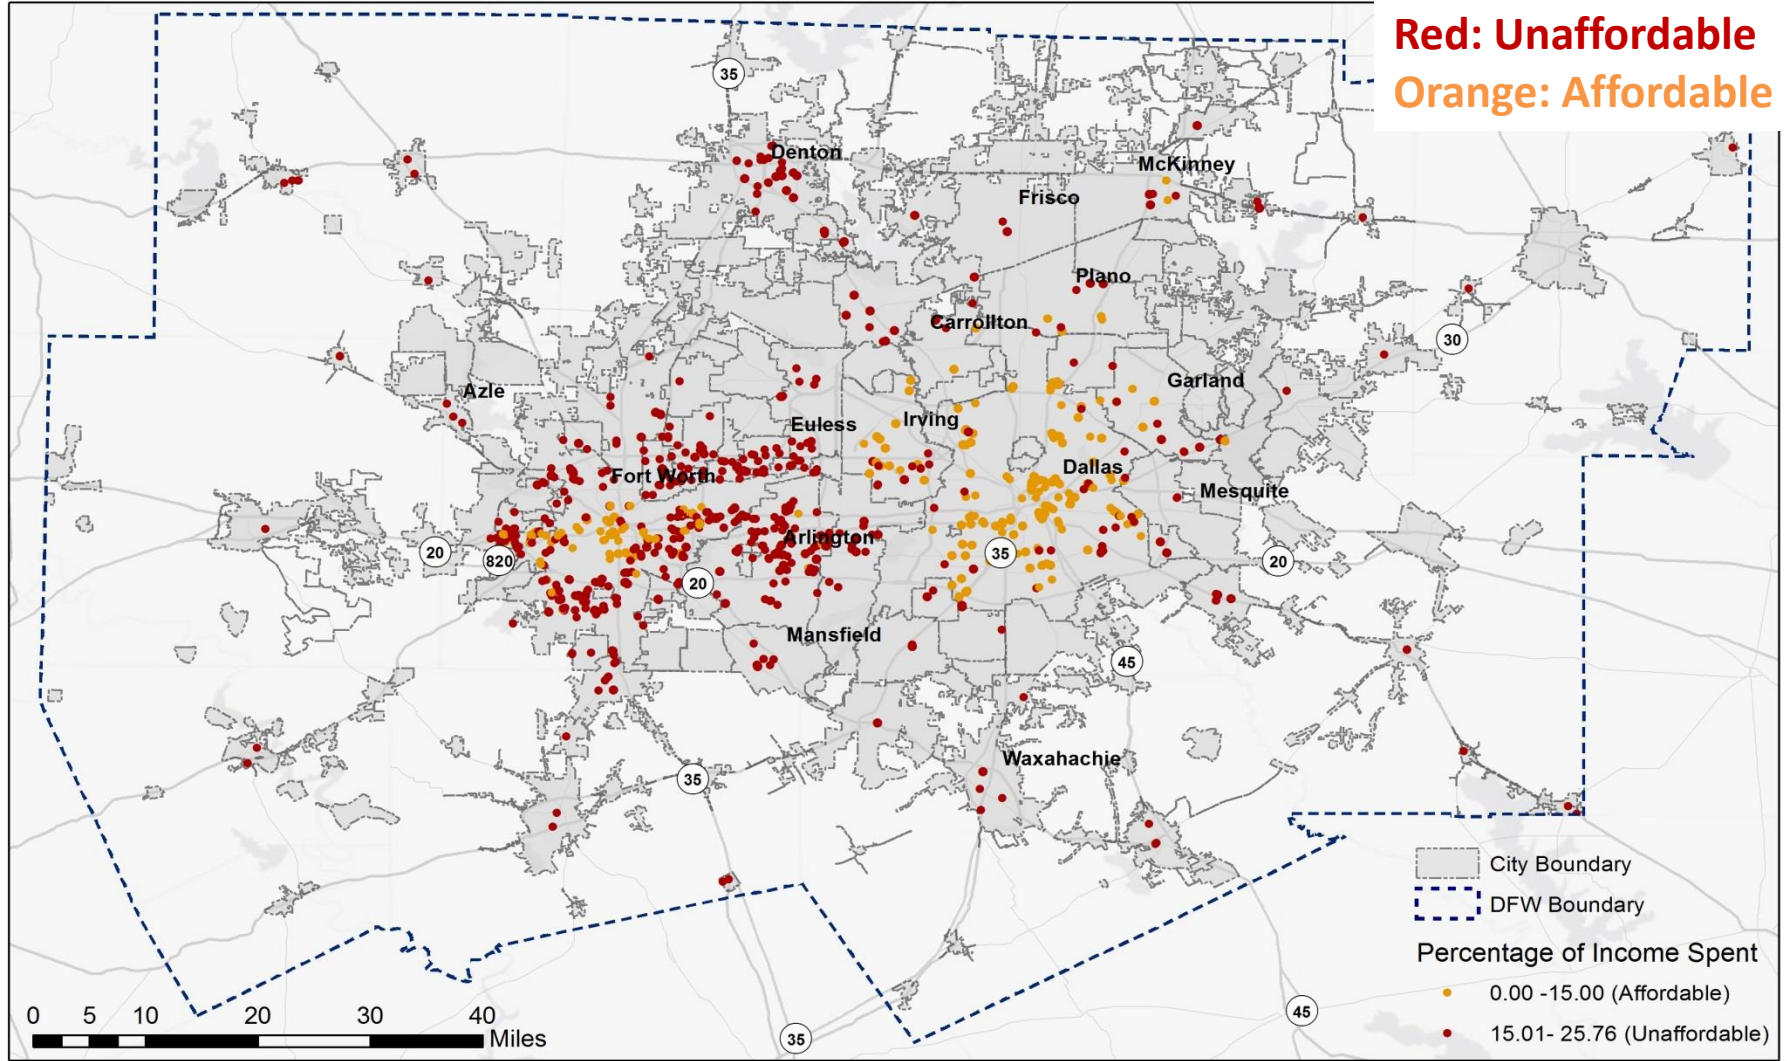 Red: Unaffordable
Orange: Affordable
35
Denton
McKinney
Frisco
Plano
Carrollton
30
Azle
Garland
Euless
Irving
Fort Worth
Dallas
Mesquite
Arlington
20
820
35
20
20
Mansfield
45
Waxahachie
35
City Boundary
DFW Boundary
Percentage of Income Spent
0.00 -15.00 (Affordable)
15.01- 25.76 (Unaffordable)
0 5 10 20 30 40
Miles
35
45